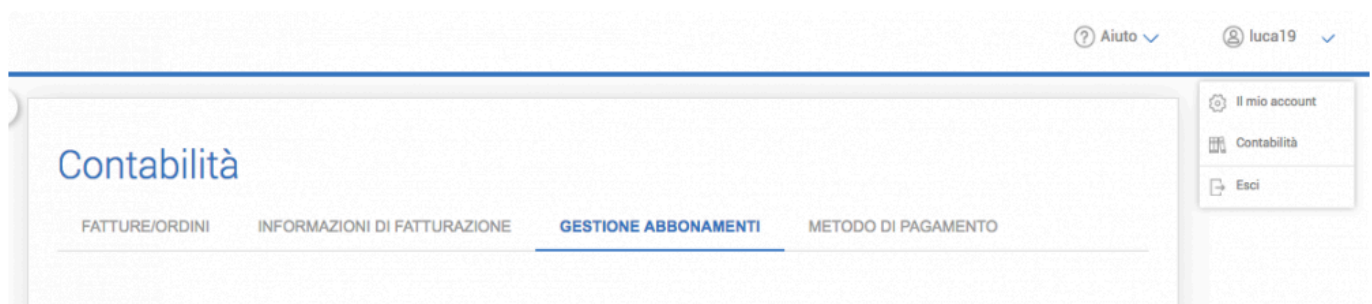 Aiuto
luca19
Il mio account
Contabilità
Esci
Contabilità
FATTURE/ORDINI
INFORMAZIONI DI FATTURAZIONE
GESTIONE ABBONAMENTI
METODO DI PAGAMENTO